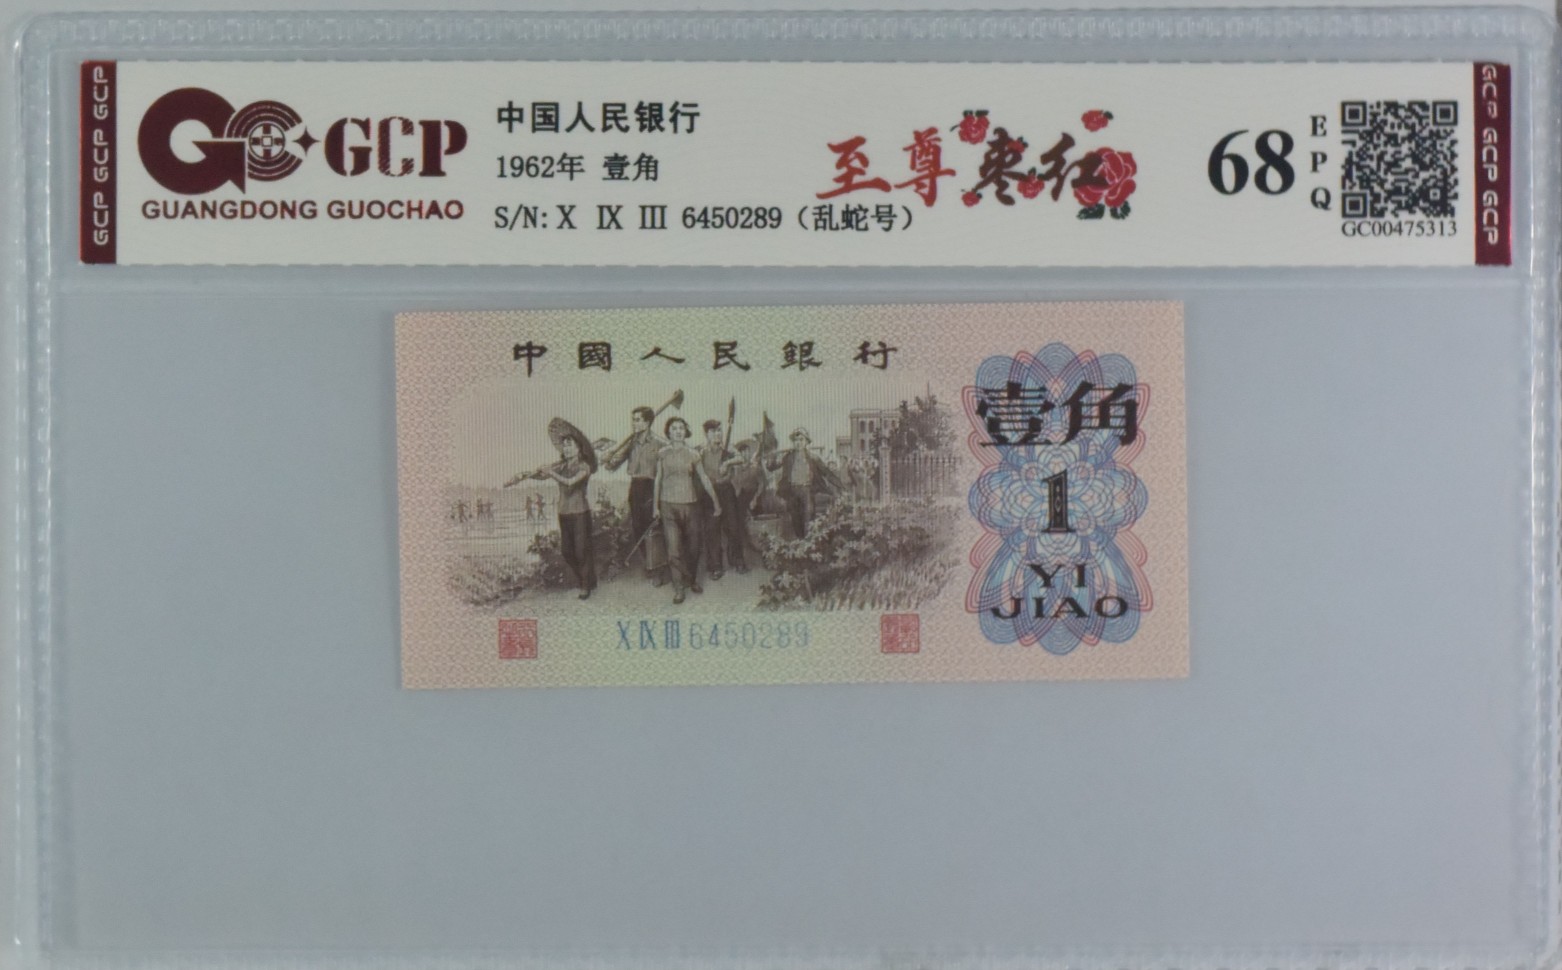 GCP GCP GCP
GCP
GUANGDONG GUOCHAO
中国人民银行
1962年 壹角
S/N: X IX III 6450289（乱蛇号）
至尊枣红
68
EPQ
GC00475313
GCP GCP GCP
中國人民銀行
壹角
1
YI
JIAO
X IX III 6450289